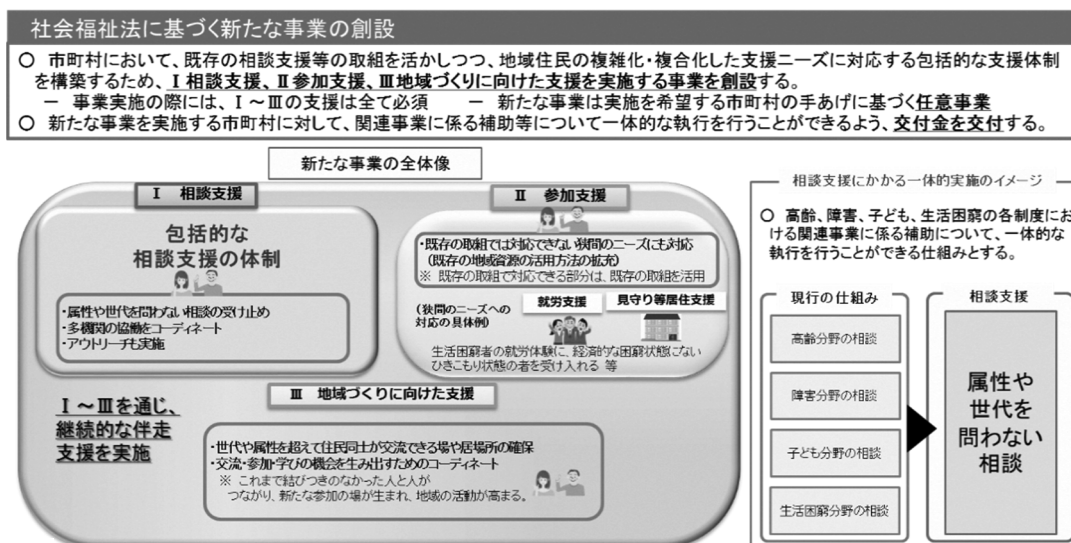 社会福祉法に基づく新たな事業の創設
○ 市町村において、既存の相談支援等の取組を活かしつつ、地域住民の複雑化・複合化した支援ニーズに対応する包括的な支援体制
を構築するため、Ⅰ相談支援、Ⅱ参加支援、Ⅲ地域づくりに向けた支援を実施する事業を創設する。
－ 事業実施の際には、Ⅰ～Ⅲの支援は全て必須　－ 新たな事業は実施を希望する市町村の手あげに基づく任意事業
○ 新たな事業を実施する市町村に対して、関連事業に係る補助等について一体的な執行を行うことができるよう、交付金を交付する。
新たな事業の全体像
Ⅰ 相談支援
包括的な
相談支援の体制
・属性や世代を問わない相談の受け止め
・多機関の協働をコーディネート
・アウトリーチも実施
Ⅱ 参加支援
・既存の取組では対応できない狭間のニーズにも対応
(既存の地域資源の活用方法の拡充)
※ 既存の取組で対応できる部分は、既存の取組を活用
(狭間のニーズへの
対応の具体例)
就労支援
見守り等居住支援
生活困窮者の就労体験に、経済的な困窮状態にない
ひきこもり状態の者を受け入れる 等
Ⅲ 地域づくりに向けた支援
Ⅰ～Ⅲを通じ、
継続的な伴走
支援を実施
・世代や属性を超えて住民同士が交流できる場や居場所の確保
・交流・参加・学びの機会を生み出すためのコーディネート
※ これまで結びつきのなかった人と人が
つながり、新たな参加の場が生まれ、地域の活動が高まる。
相談支援にかかる一体的実施のイメージ
○ 高齢、障害、子ども、生活困窮の各制度にお
ける関連事業に係る補助について、一体的な
執行を行うことができる仕組みとする。
現行の仕組み
高齢分野の相談
障害分野の相談
子ども分野の相談
生活困窮分野の相談
相談支援
属性や
世代を
問わない
相談